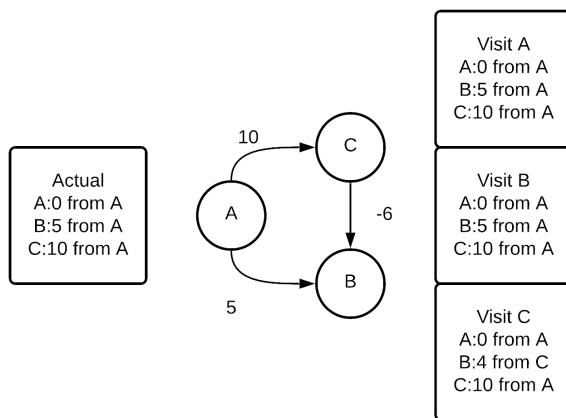 Actual
A:0 from A
B:5 from A
C:10 from A
10
C
A
-6
B
5
Visit A
A:0 from A
B:5 from A
C:10 from A
Visit B
A:0 from A
B:5 from A
C:10 from A
Visit C
A:0 from A
B:4 from C
C:10 from A